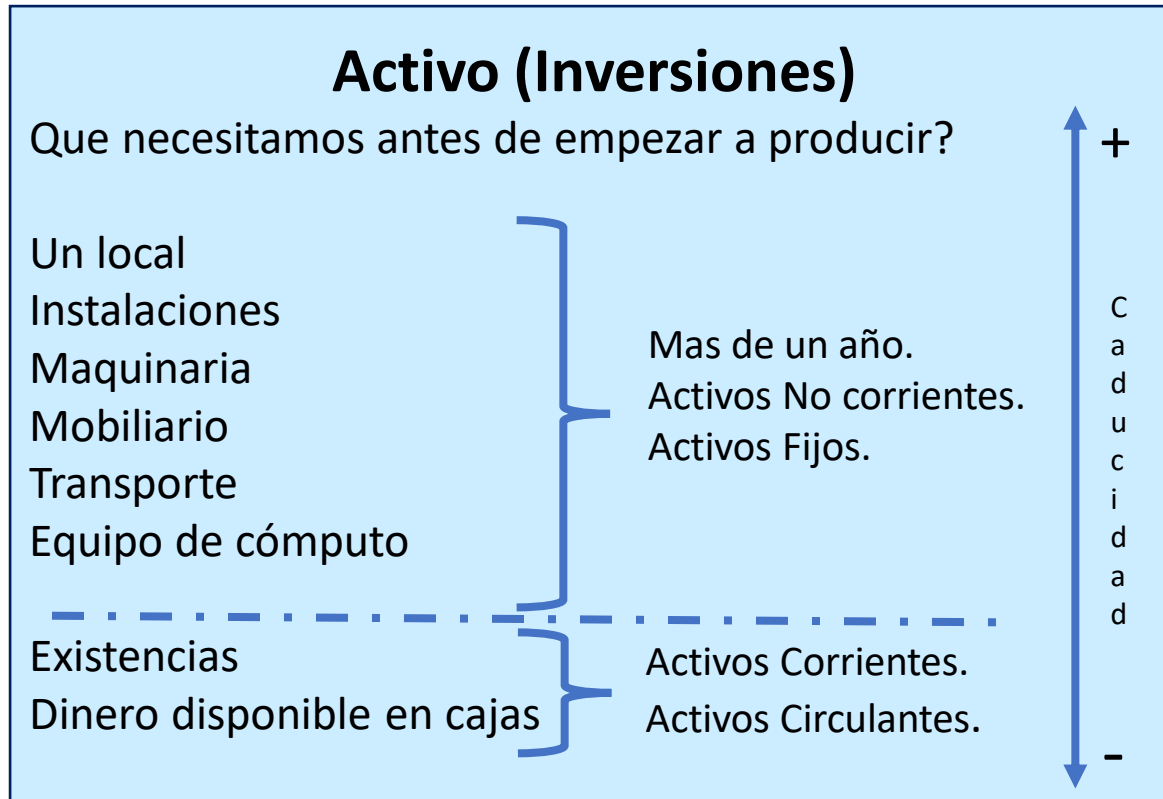 Activo (Inversiones)
Que necesitamos antes de empezar a producir?
+
Un local
Instalaciones
Maquinaria
Mobiliario
Transporte
Equipo de cómputo
Mas de un año.
Activos No corrientes.
Activos Fijos.
Existencias
Dinero disponible en cajas
Activos Corrientes.
Activos Circulantes.
Caducidad
-